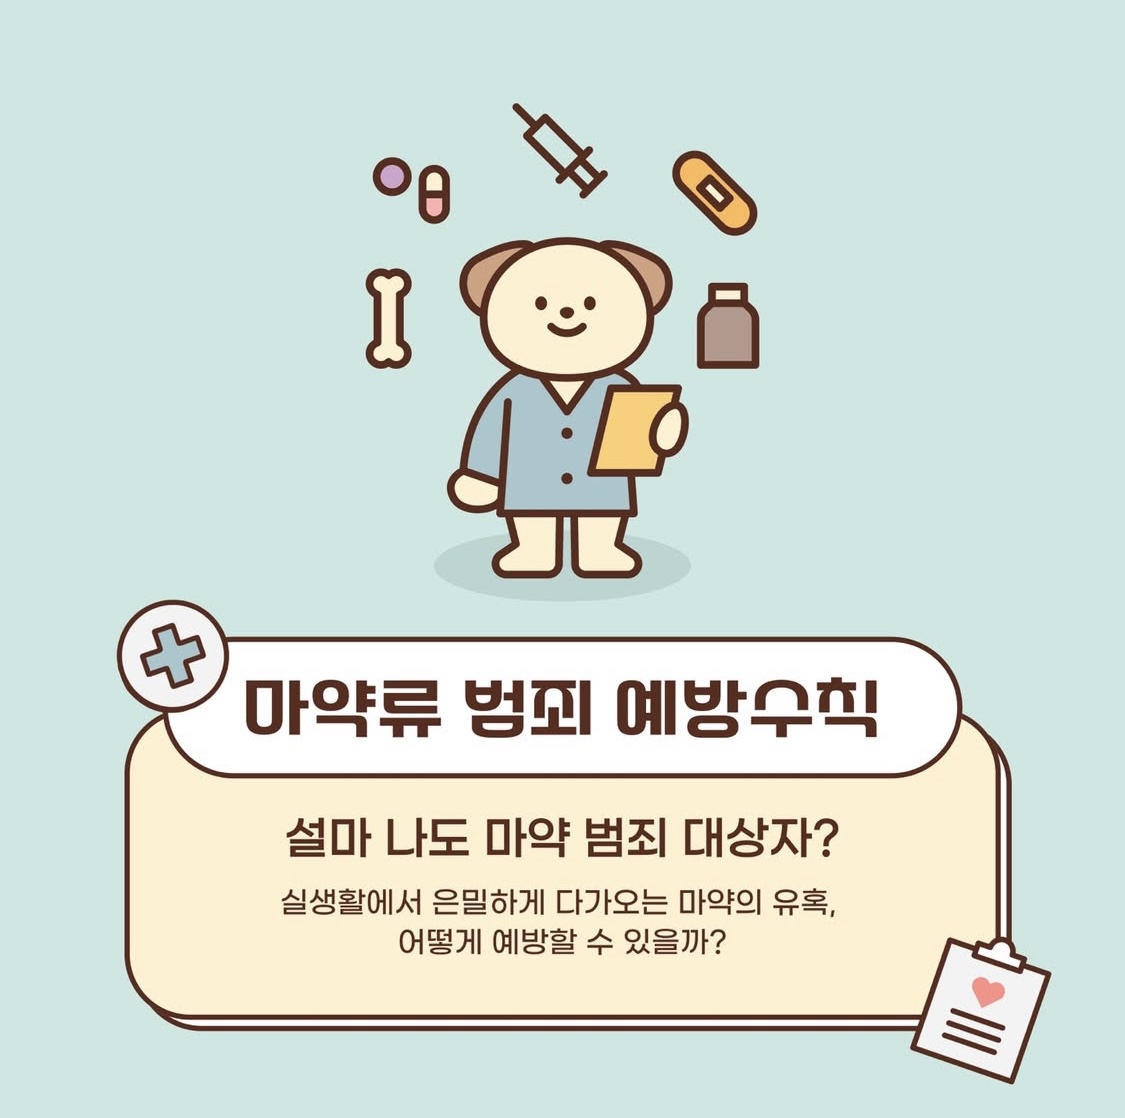 마약류 범죄 예방수칙
설마 나도 마약 범죄 대상자?
실생활에서 은밀하게 다가오는 마약의 유혹,
어떻게 예방할 수 있을까?